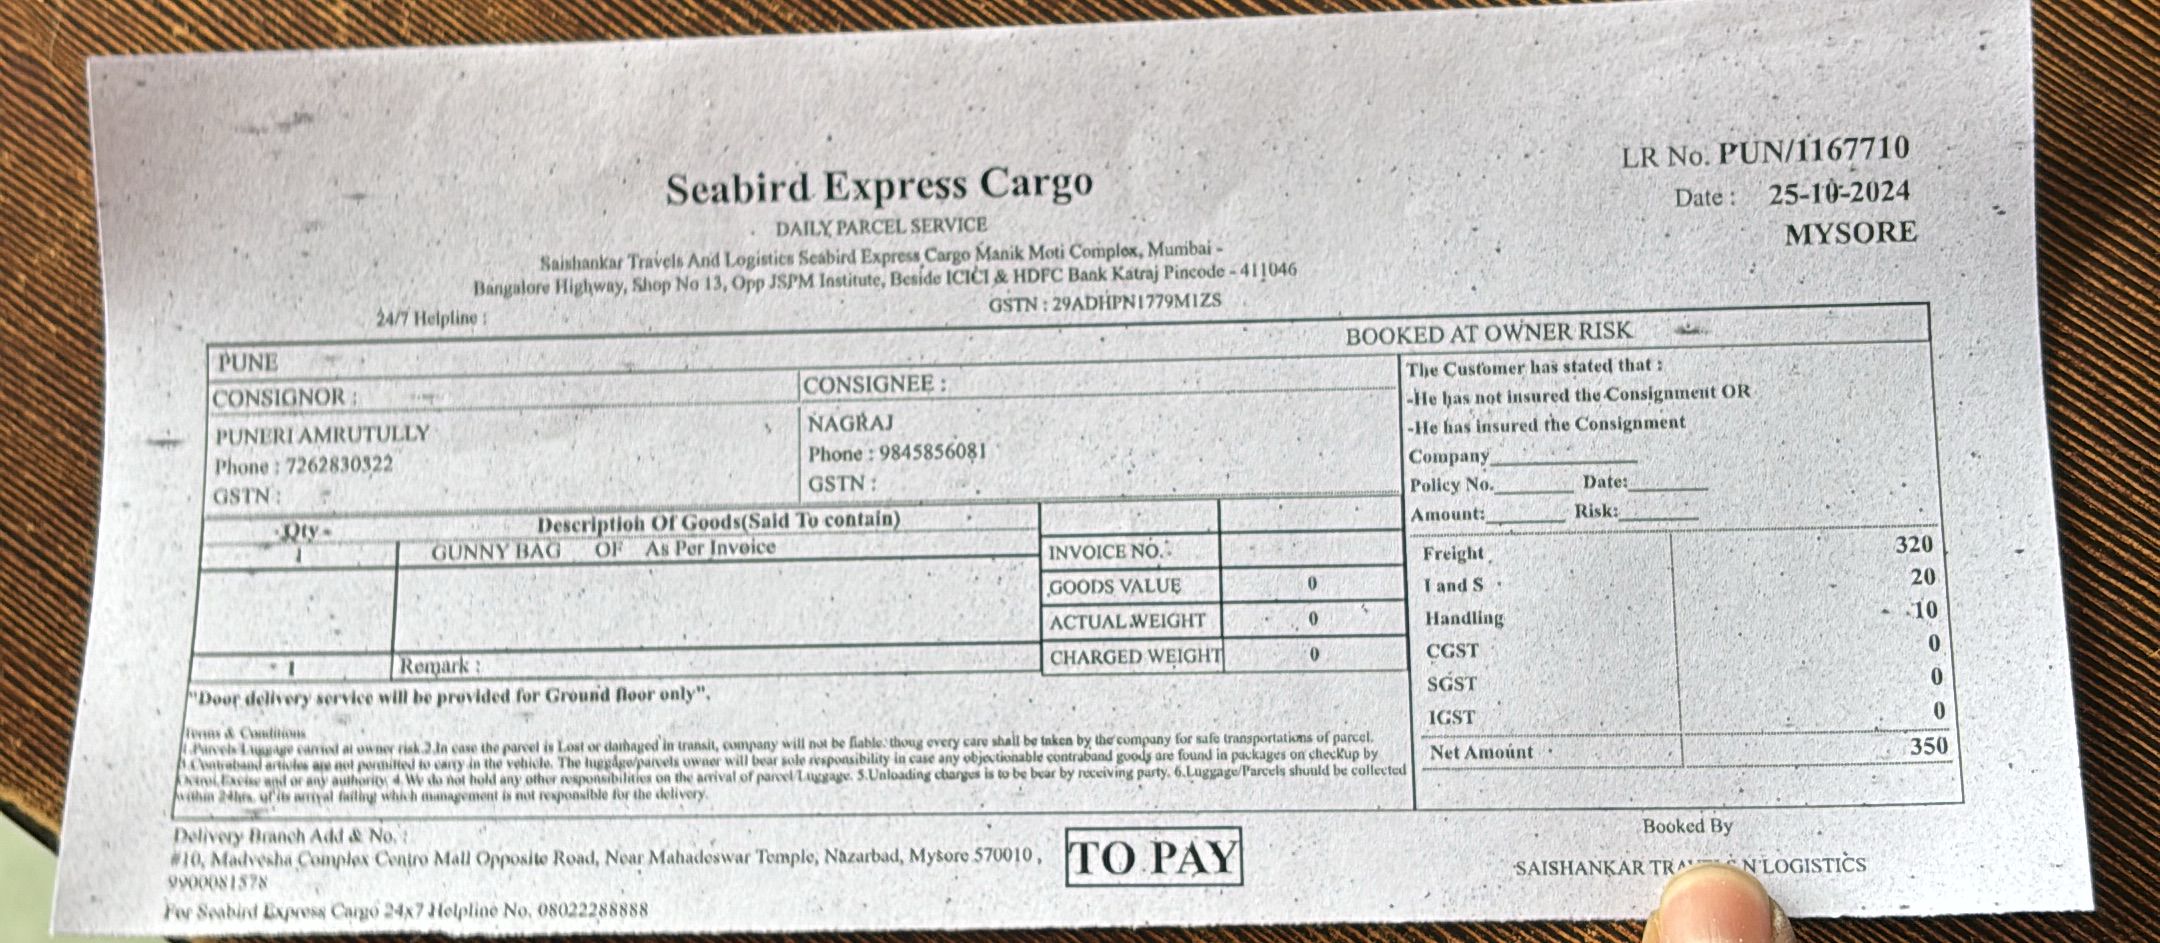 LR No. PUN/1167710
Date : 25-10-2024
MYSORE
Seabird Express Cargo
DAILY PARCEL SERVICE
Saishankar Travels And Logistics Seabird Express Cargo Manik Moti Complex, Mumbai -
Bangalore Highway, Shop No 13, Opp JSPM Institute, Beside ICICI & HDFC Bank Katraj Pincode - 411046
24/7 Helpline :
GSTN : 29ADHPN1779M1ZS
PUNE
BOOKED AT OWNER RISK
CONSIGNOR :
PUNERI AMRUTULLY
Phone : 7262830322
GSTN :
CONSIGNEE :
NAGRAJ
Phone : 9845856081
GSTN :
The Customer has stated that :
-He has not insured the Consignment OR
-He has insured the Consignment
Company
Policy No. Date:
Amount: Risk:
Qty Description Of Goods(Said To contain)
1 GUNNY BAG OF As Per Invoice
1 Remark :
INVOICE NO.
GOODS VALUE 0
ACTUAL WEIGHT 0
CHARGED WEIGHT 0
Freight 320
I and S 20
Handling 10
CGST 0
SGST 0
IGST 0
Net Amount 350
"Door delivery service will be provided for Ground floor only".
Terms & Conditions
1.Parcels Luggage carried at owner risk.2.In case the parcel is Lost or damaged in transit, company will not be liable. thoug every care shall be taken by the company for safe transportations of parcel.
3.Contraband articles are not permitted to carry in the vehicle. The luggage/parcels owner will bear sole responsibility in case any objectionable contraband goods are found in packages on checkup by
Octroi,Excise and or any authority. 4.We do not hold any other responsibilities on the arrival of parcel/Luggage. 5.Unloading charges is to be bear by receiving party. 6.Luggage/Parcels should be collected
within 24hrs. of its arrival failing which management is not responsible for the delivery.
Delivery Branch Add & No. :
#10, Madvesha Complex Centro Mall Opposite Road, Near Mahadeswar Temple, Nazarbad, Mysore 570010 ,
9900081578
For Seabird Express Cargo 24x7 Helpline No. 08022288888
TO PAY
Booked By
SAISHANKAR N LOGISTICS